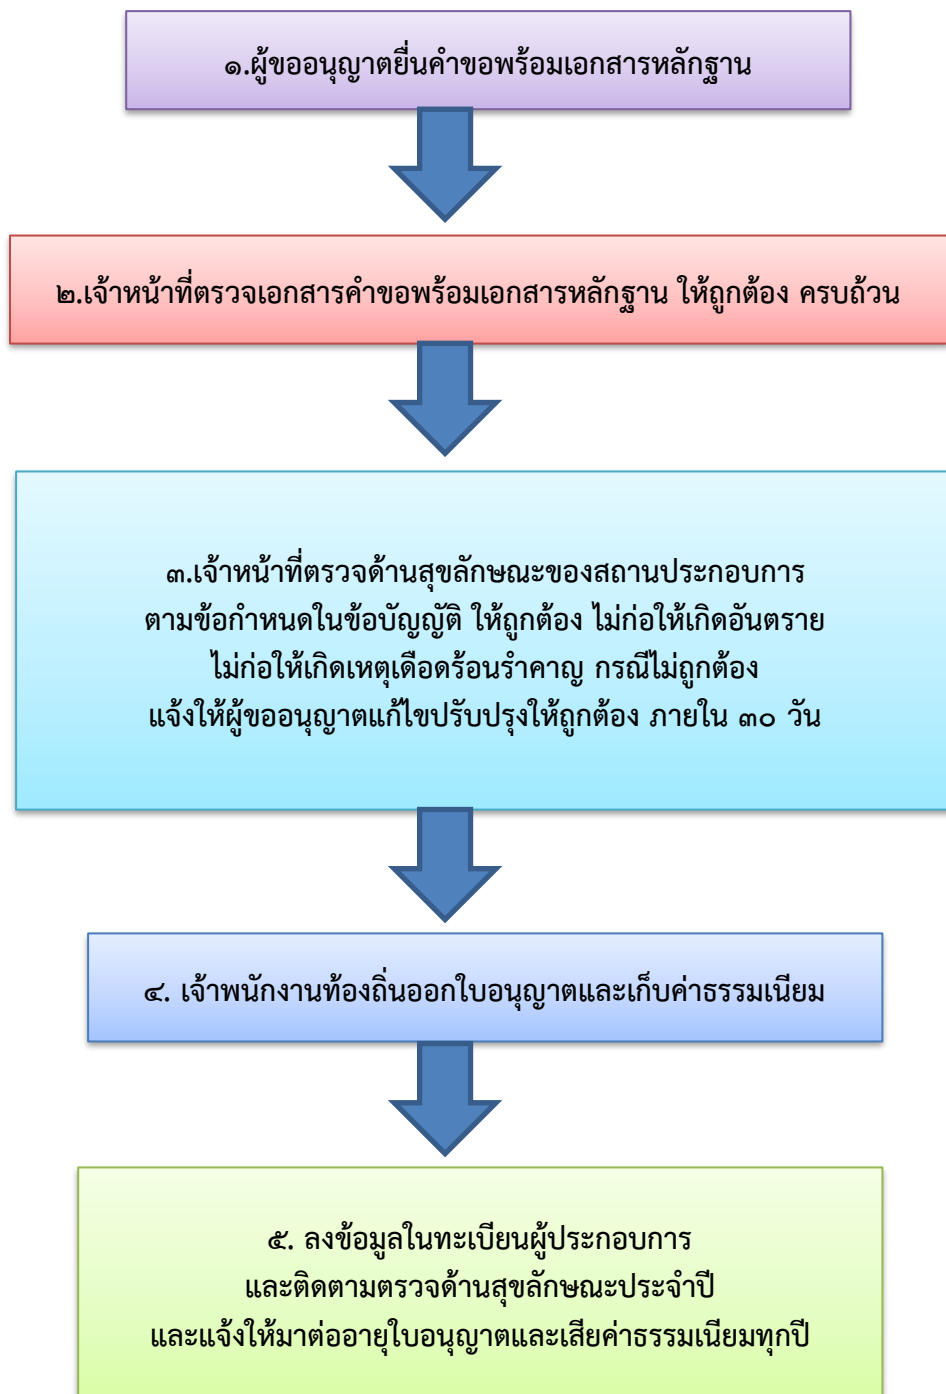 ๑.ผู้ขออนุญาตยื่นคำขอพร้อมเอกสารหลักฐาน
๒.เจ้าหน้าที่ตรวจเอกสารคำขอพร้อมเอกสารหลักฐาน ให้ถูกต้อง ครบถ้วน
๓.เจ้าหน้าที่ตรวจด้านสุขลักษณะของสถานประกอบการ
ตามข้อกำหนดในข้อบัญญัติ ให้ถูกต้อง ไม่ก่อให้เกิดอันตราย
ไม่ก่อให้เกิดเหตุเดือดร้อนรำคาญ กรณีไม่ถูกต้อง
แจ้งให้ผู้ขออนุญาตแก้ไขปรับปรุงให้ถูกต้อง ภายใน ๓๐ วัน
๔. เจ้าพนักงานท้องถิ่นออกใบอนุญาตและเก็บค่าธรรมเนียม
๕. ลงข้อมูลในทะเบียนผู้ประกอบการ
และติดตามตรวจด้านสุขลักษณะประจำปี
และแจ้งให้มาต่ออายุใบอนุญาตและเสียค่าธรรมเนียมทุกปี